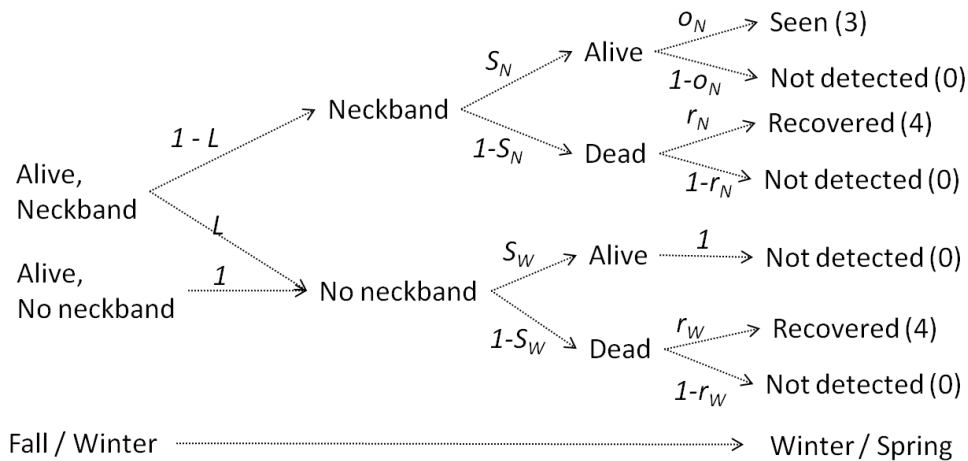 o_N
Seen (3)
S_N
Alive
1-o_N
Not detected (0)
Neckband
r_N
Recovered (4)
1 - L
1-S_N
Dead
Alive,
Neckband
1-r_N
Not detected (0)
L
S_W
Alive
1
Not detected (0)
Alive,
No neckband
1
No neckband
r_W
Recovered (4)
1-S_W
Dead
1-r_W
Not detected (0)
Fall / Winter
Winter / Spring